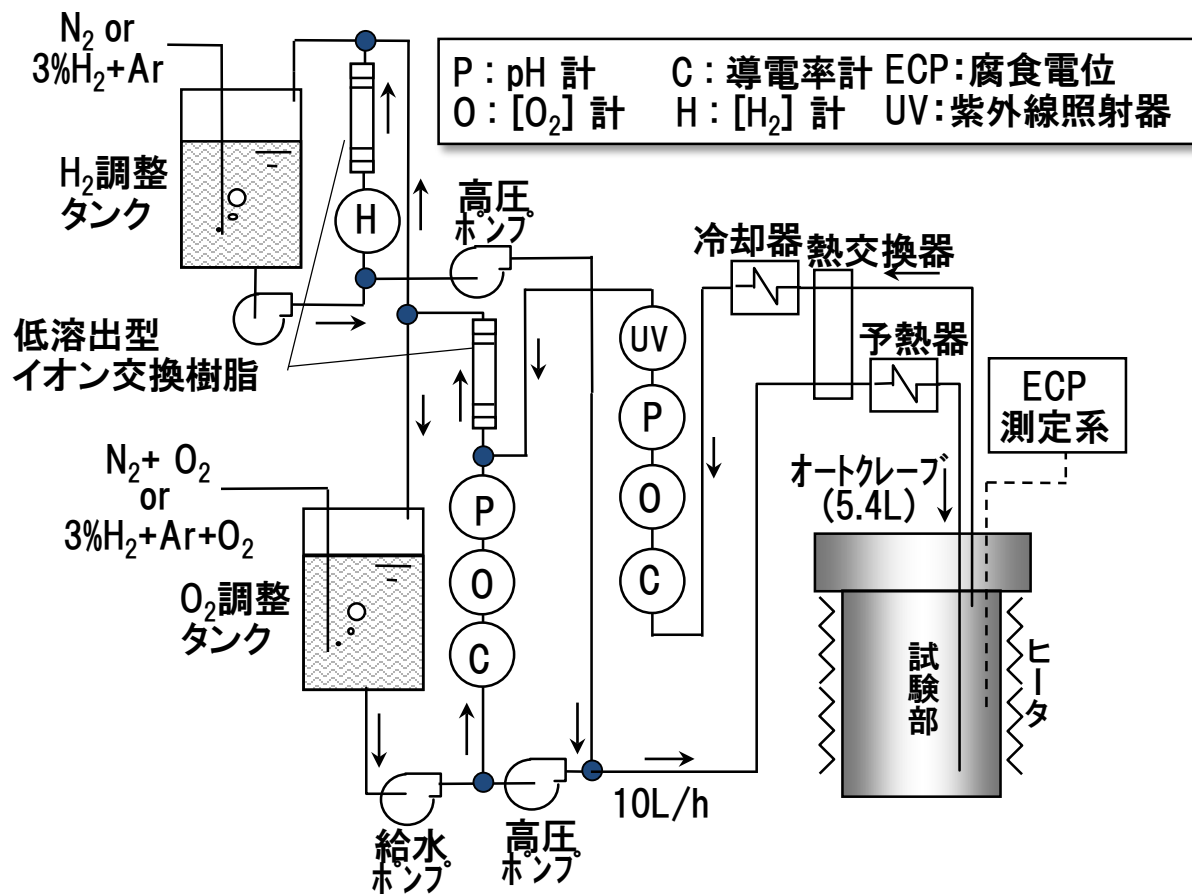 N₂ or
3%H₂+Ar
P：pH 計 C：導電率計 ECP：腐食電位
O：[O₂] 計 H：[H₂] 計 UV：紫外線照射器
H₂調整
タンク
H
高圧
ポンプ
冷却器
熱交換器
低溶出型
イオン交換樹脂
UV
P
O
C
予熱器
ECP
測定系
N₂+ O₂
or
3%H₂+Ar+O₂
P
O
C
オートクレーブ
(5.4L)
O₂調整
タンク
試験部
ヒータ
10L/h
給水
ポンプ
高圧
ポンプ